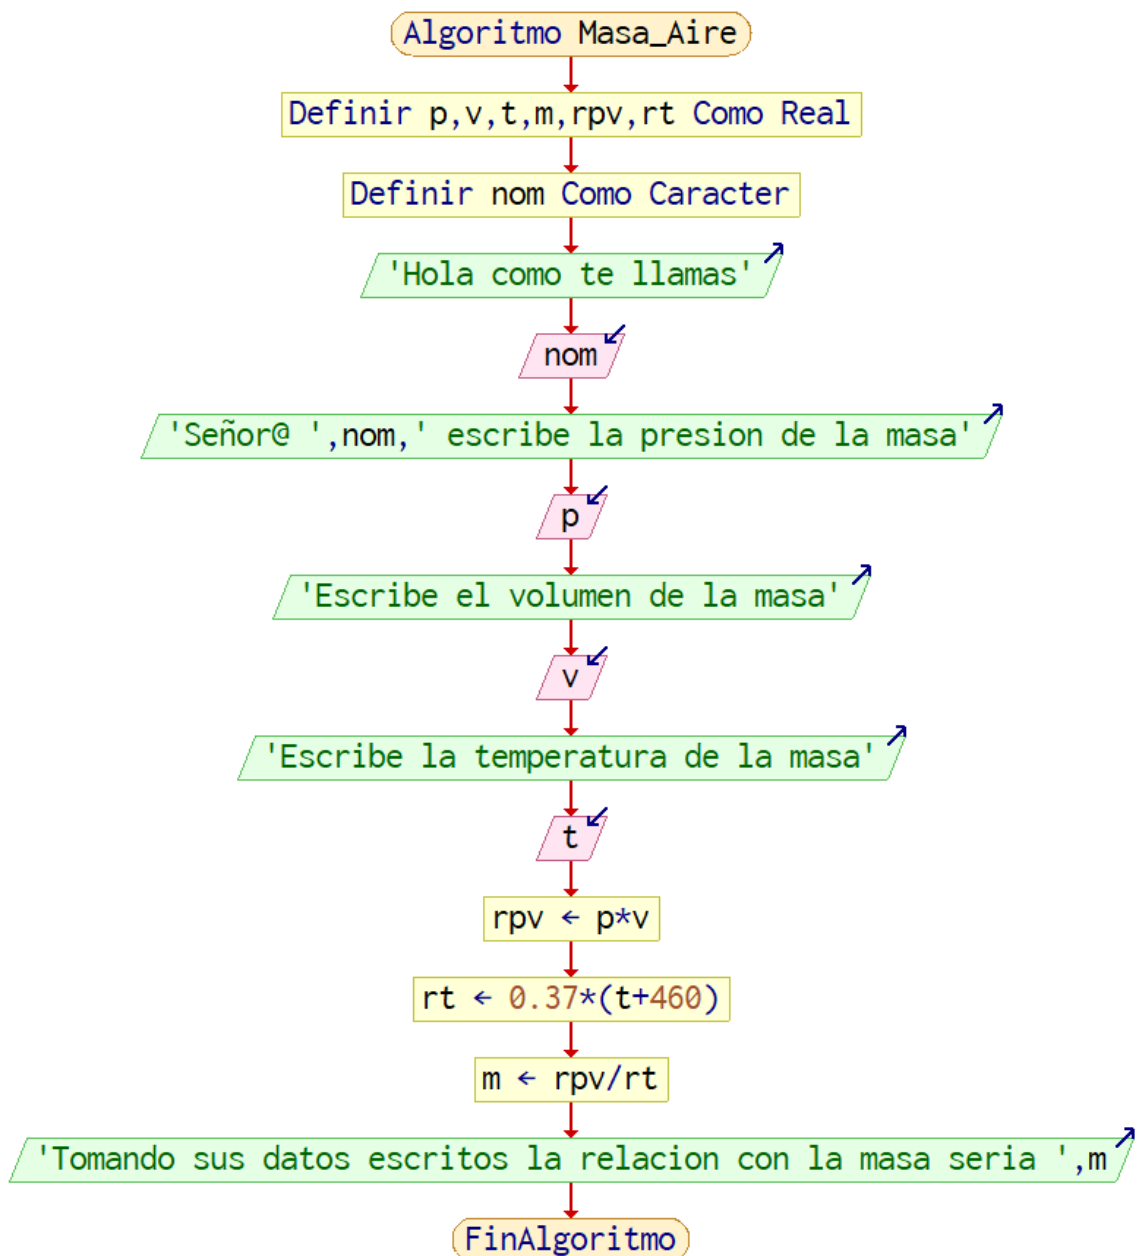 Algoritmo Masa_Aire
Definir p,v,t,m,rpv,rt Como Real
Definir nom Como Caracter
'Hola como te llamas'
nom
'Señor@ ',nom,' escribe la presion de la masa'
p
'Escribe el volumen de la masa'
v
'Escribe la temperatura de la masa'
t
rpv ← p*v
rt ← 0.37*(t+460)
m ← rpv/rt
'Tomando sus datos escritos la relacion con la masa seria ',m
FinAlgoritmo